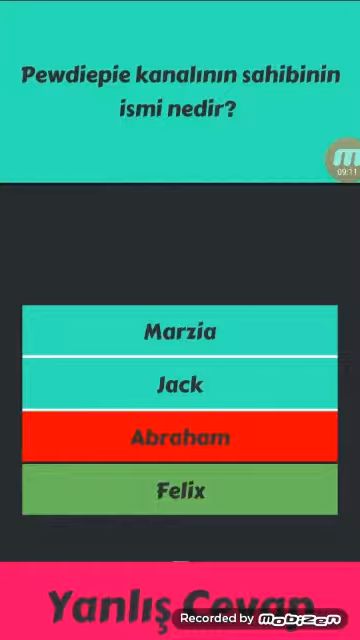 Pewdiepie kanalının sahibinin
ismi nedir?
09:11
Marzia
Jack
Abraham
Felix
Yanlış Cevap
Recorded by mobizen